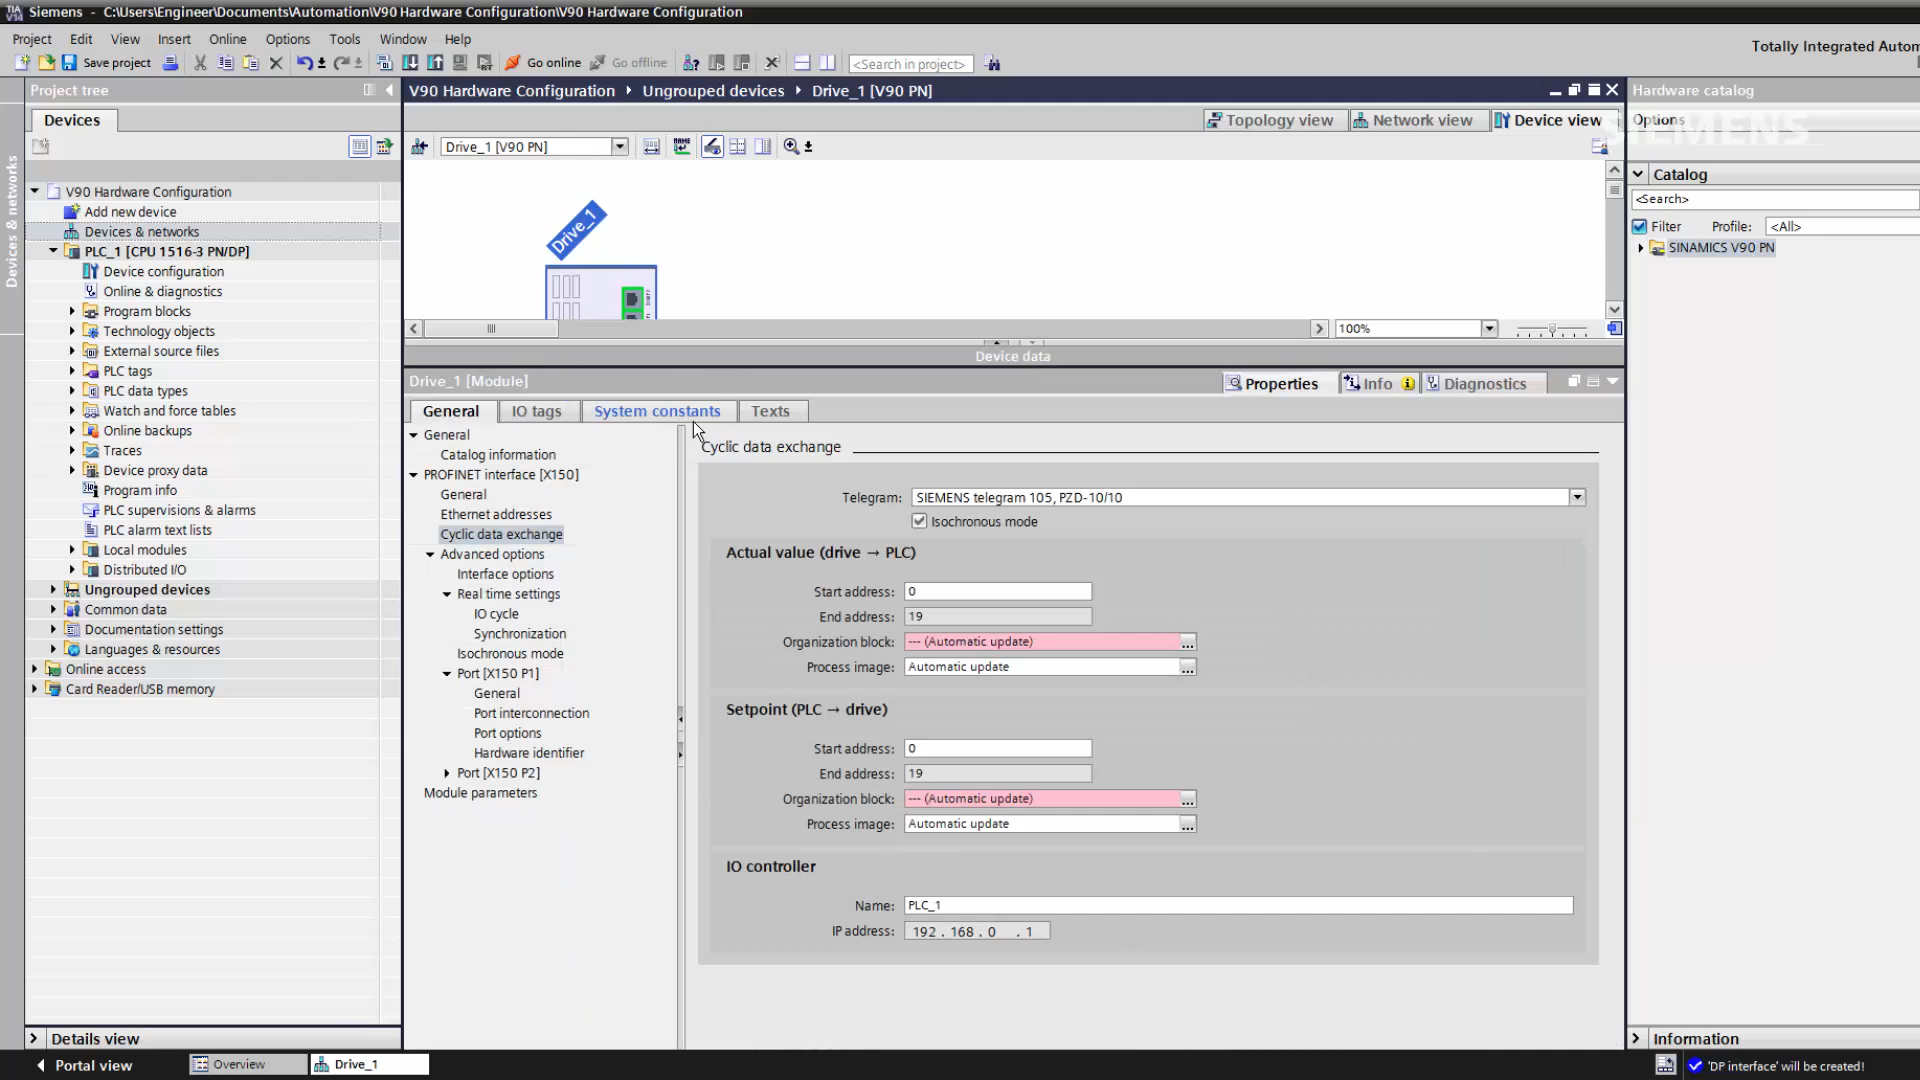 Siemens - C:\Users\Engineer\Documents\Automation\V90 Hardware Configuration\V90 Hardware Configuration
Project Edit View Insert Online Options Tools Window Help
Totally Integrated Autom
Save project Go online Go offline <Search in project>
Project tree
V90 Hardware Configuration Ungrouped devices Drive_1 [V90 PN]
Hardware catalog
Devices
Topology view Network view Device view
Options
SIEMENS
Drive_1 [V90 PN]
Devices & networks
V90 Hardware Configuration
Add new device
Devices & networks
PLC_1 [CPU 1516-3 PN/DP]
Device configuration
Online & diagnostics
Program blocks
Technology objects
External source files
PLC tags
PLC data types
Watch and force tables
Online backups
Traces
Device proxy data
Program info
PLC supervisions & alarms
PLC alarm text lists
Local modules
Distributed I/O
Ungrouped devices
Common data
Documentation settings
Languages & resources
Online access
Card Reader/USB memory
Details view
Drive_1
100%
Device data
Drive_1 [Module]
Properties Info Diagnostics
General IO tags System constants Texts
General
Catalog information
PROFINET interface [X150]
General
Ethernet addresses
Cyclic data exchange
Advanced options
Interface options
Real time settings
IO cycle
Synchronization
Isochronous mode
Port [X150 P1]
General
Port interconnection
Port options
Hardware identifier
Port [X150 P2]
Module parameters
Cyclic data exchange
Telegram: SIEMENS telegram 105, PZD-10/10
Isochronous mode
Actual value (drive → PLC)
Start address: 0
End address: 19
Organization block: --- (Automatic update) ...
Process image: Automatic update ...
Setpoint (PLC → drive)
Start address: 0
End address: 19
Organization block: --- (Automatic update) ...
Process image: Automatic update ...
IO controller
Name: PLC_1
IP address: 192 . 168 . 0 . 1
Catalog
<Search>
Filter Profile: <All>
SINAMICS V90 PN
Information
Portal view Overview Drive_1
'DP interface' will be created!